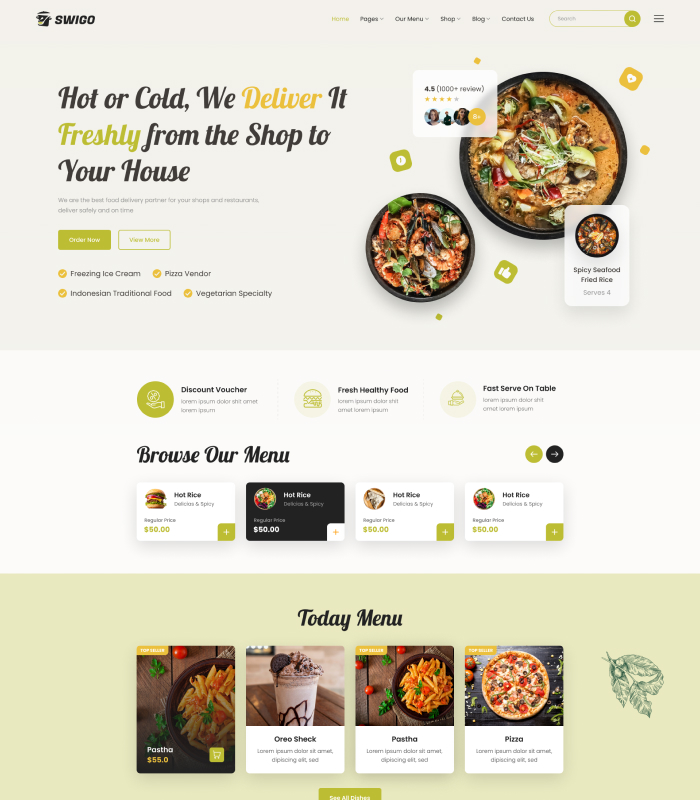 SWIGO
Home Pages Our Menu Shop Blog Contact Us Search
Hot or Cold, We Deliver It
Freshly from the Shop to
Your House
We are the best food delivery partner for your shops and restaurants,
deliver safely and on time
Order Now View More
Freezing Ice Cream Pizza Vendor
Indonesian Traditional Food Vegetarian Specialty
4.5 (1000+ review)
Spicy Seafood
Fried Rice
Serves 4
Discount Voucher
lorem ipsum dolor shit amet
lorem ipsum
Fresh Healthy Food
lorem ipsum dolor shit
amet lorem ipsum
Fast Serve On Table
lorem ipsum dolor shit
amet lorem ipsum
Browse Our Menu
Hot Rice
Delicias & Spicy
Regular Price
$50.00
Hot Rice
Delicias & Spicy
Regular Price
$50.00
Hot Rice
Delicias & Spicy
Regular Price
$50.00
Hot Rice
Delicias & Spicy
Regular Price
$50.00
Today Menu
TOP SELLER
Pastha
$55.0
Oreo Sheck
Lorem ipsum dolor sit amet,
dipiscing elit, sed
TOP SELLER
Pastha
Lorem ipsum dolor sit amet,
dipiscing elit, sed
TOP SELLER
Pizza
Lorem ipsum dolor sit amet,
dipiscing elit, sed
See All Dishes